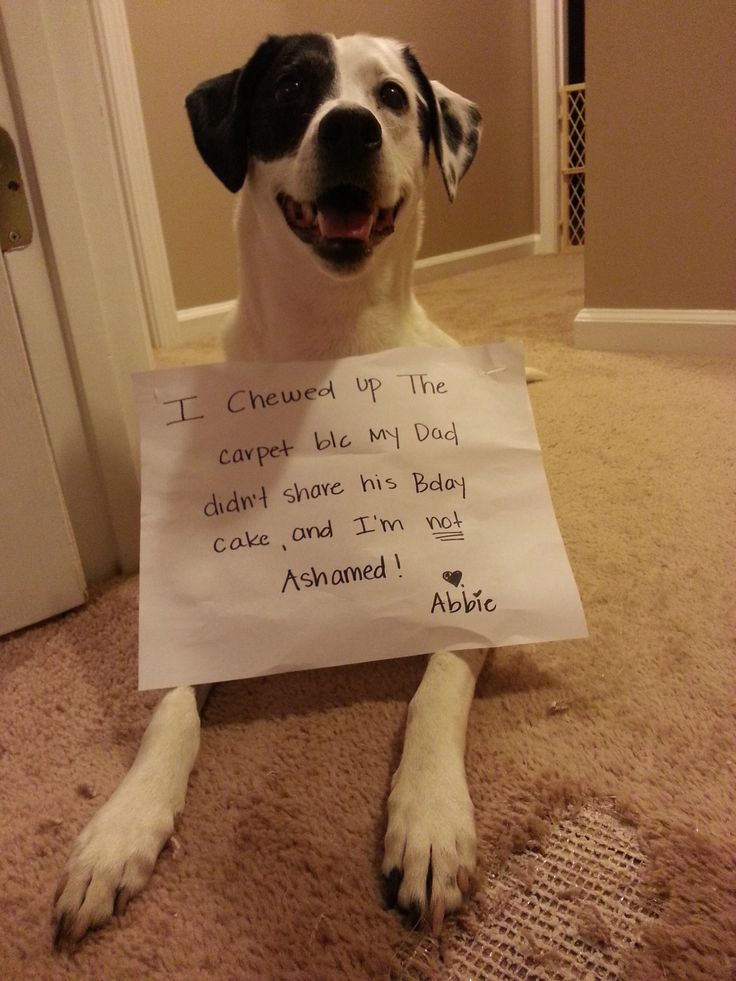 I Chewed up The
carpet b/c My Dad
didn't share his Bday
cake, and I'm not
Ashamed!
Abbie